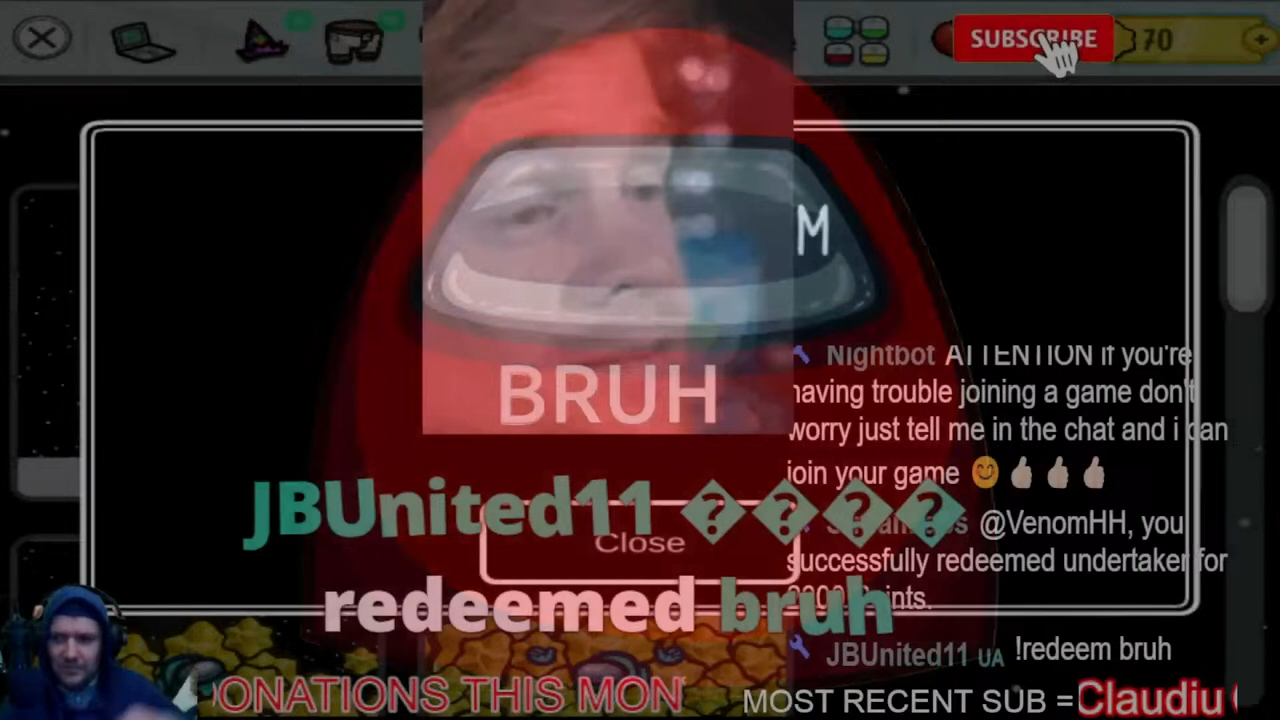 SUBSCRIBE
70
M
BRUH
Nightbot ATTENTION if you're
having trouble joining a game don't
worry just tell me in the chat and i can
join your game 😊👍🏻👍🏻👍🏻
@VenomHH, you
successfully redeemed undertaker for
JBUnited11 ����
Close
redeemed bruh
JBUnited11 UA !redeem bruh
ONATIONS THIS MON
MOST RECENT SUB =Claudiu